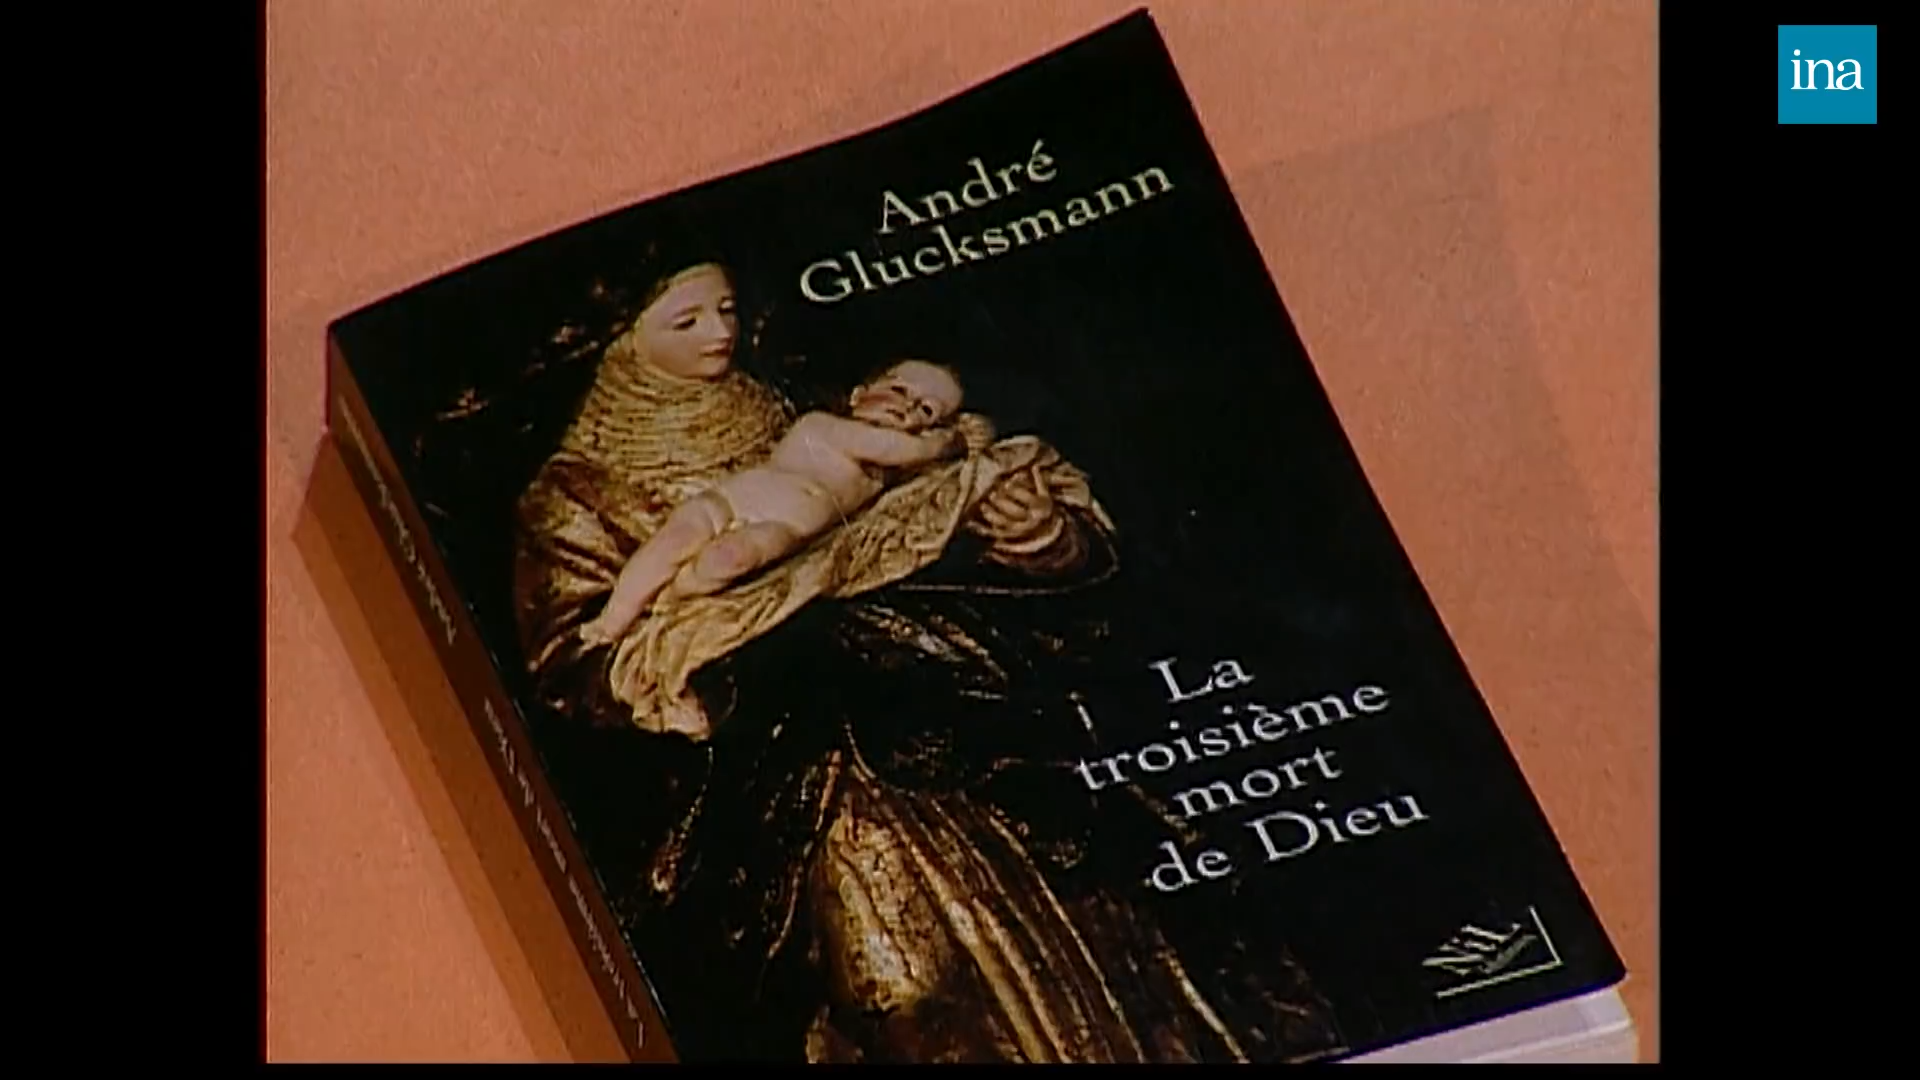 ina
André
Glucksmann
La
troisième
mort
de Dieu
NiL